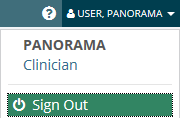 ? USER, PANORAMA
PANORAMA
Clinician
Sign Out